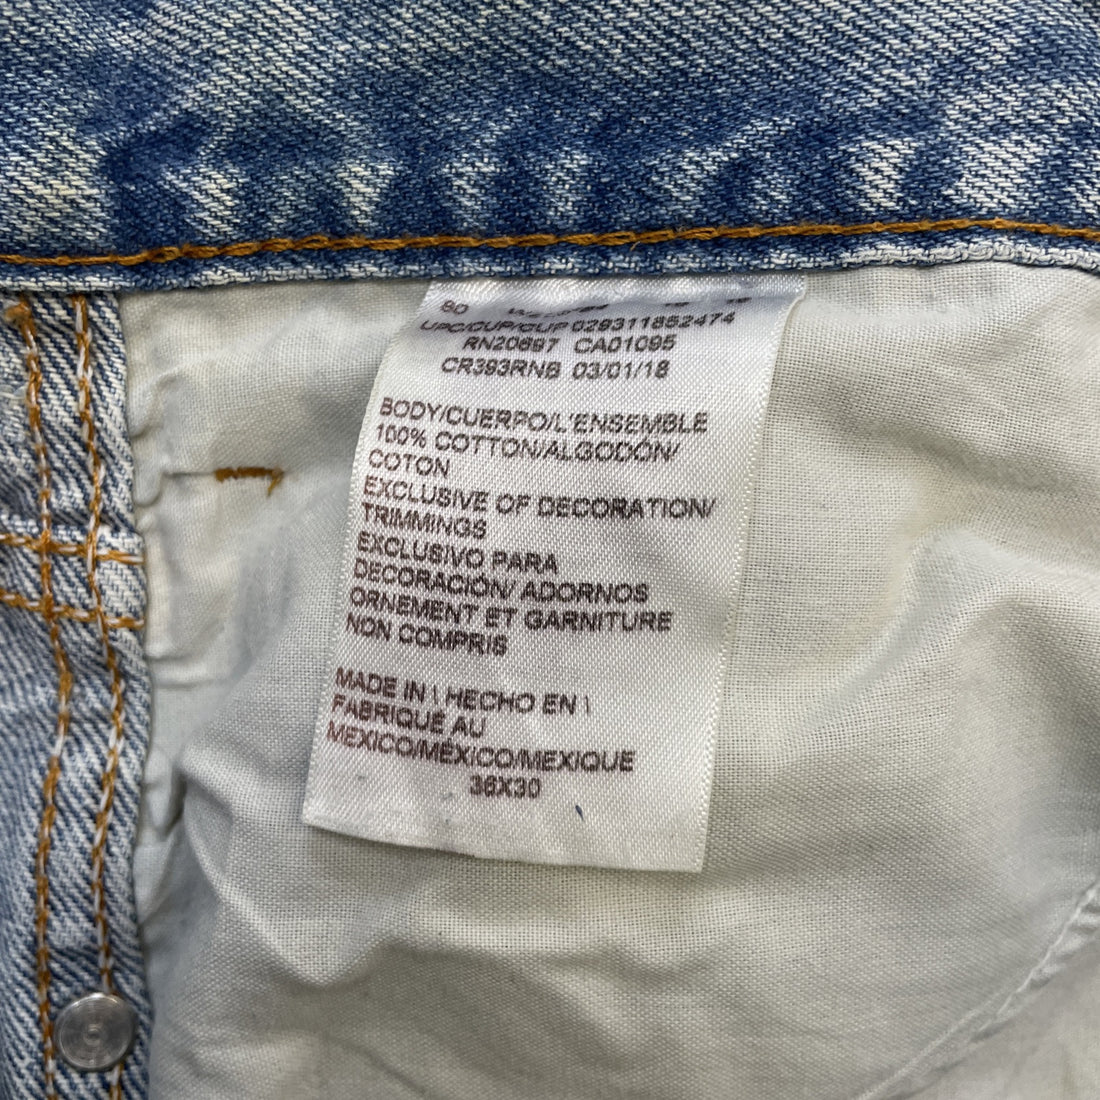 UPC/CUP/CUP 029311852474
RN20697 CA01095
CR393RNB 03/01/18
BODY/CUERPO/L'ENSEMBLE
100% COTTON/ALGODÓN/
COTON
EXCLUSIVE OF DECORATION/
TRIMMINGS
EXCLUSIVO PARA
DECORACIÓN/ ADORNOS
ORNEMENT ET GARNITURE
NON COMPRIS
MADE IN \ HECHO EN \
FABRIQUÉ AU
MEXICO/MÉXICO/MEXIQUE
36X30